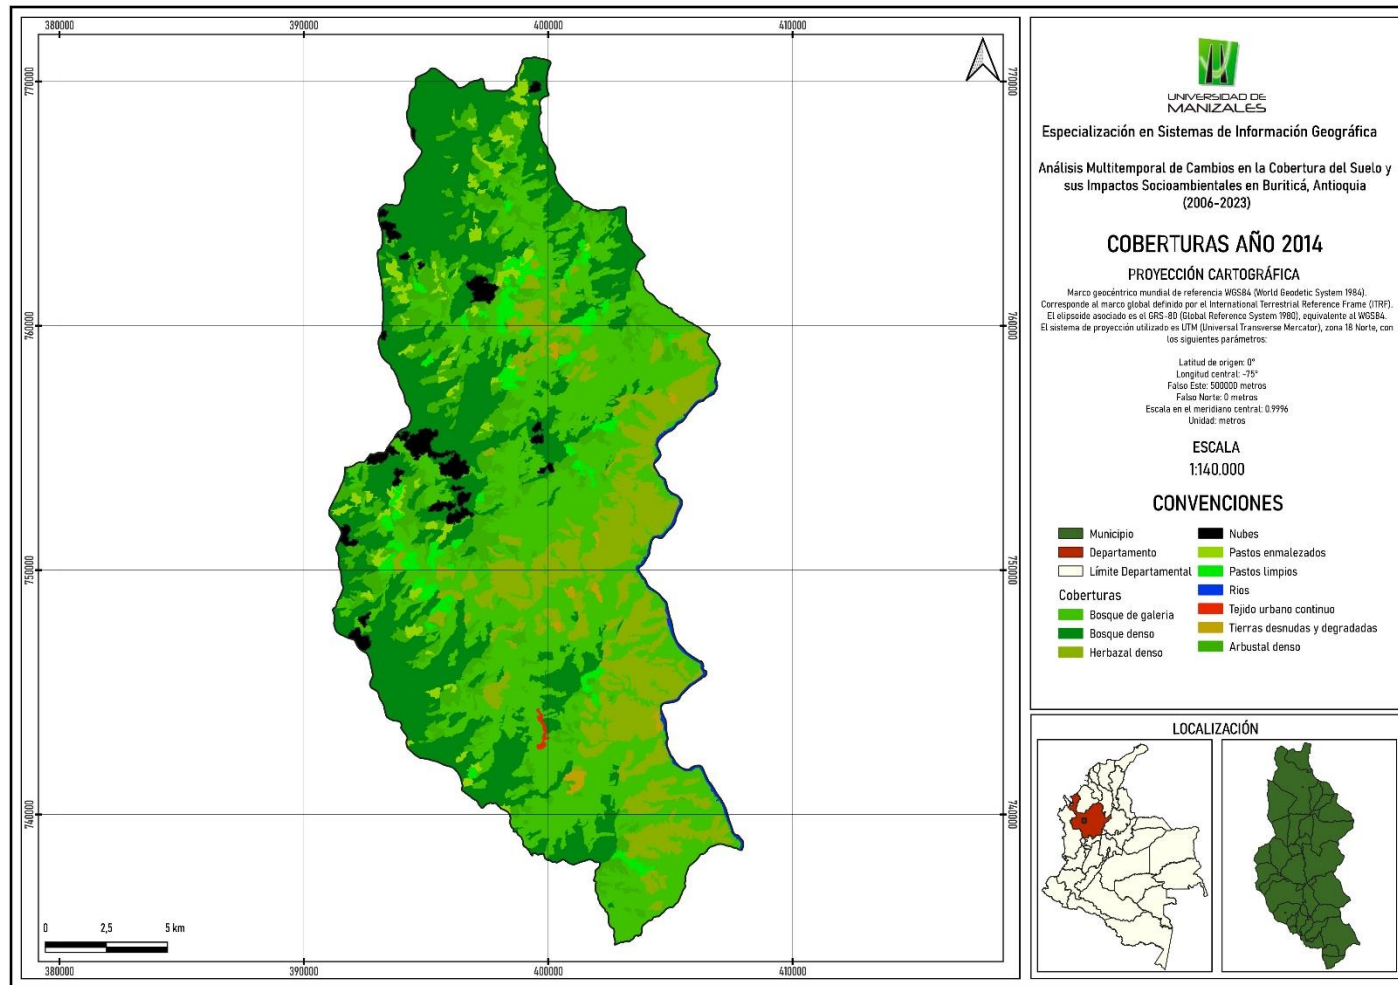 380000
390000
400000
410000
770000
760000
750000
740000
770000
760000
750000
740000
0
2,5
5 km
380000
390000
400000
410000
UNIVERSIDAD DE
MANIZALES
Especialización en Sistemas de Información Geográfica
Análisis Multitemporal de Cambios en la Cobertura del Suelo y
sus Impactos Socioambientales en Buriticá, Antioquia
(2006-2023)
COBERTURAS AÑO 2014
PROYECCIÓN CARTOGRÁFICA
Marco geocéntrico mundial de referencia WGS84 (World Geodetic System 1984).
Corresponde al marco global definido por el International Terrestrial Reference Frame (ITRF).
El elipsoide asociado es el GRS-80 (Global Reference System 1980), equivalente al WGS84.
El sistema de proyección utilizado es UTM (Universal Transverse Mercator), zona 18 Norte, con
los siguientes parámetros:
Latitud de origen: 0°
Longitud central: -75°
Falso Este: 500000 metros
Falso Norte: 0 metros
Escala en el meridiano central: 0.9996
Unidad: metros
ESCALA
1:140.000
CONVENCIONES
Municipio
Departamento
Límite Departamental
Coberturas
Bosque de galeria
Bosque denso
Herbazal denso
Nubes
Pastos enmalezados
Pastos limpios
Rios
Tejido urbano continuo
Tierras desnudas y degradadas
Arbustal denso
LOCALIZACIÓN